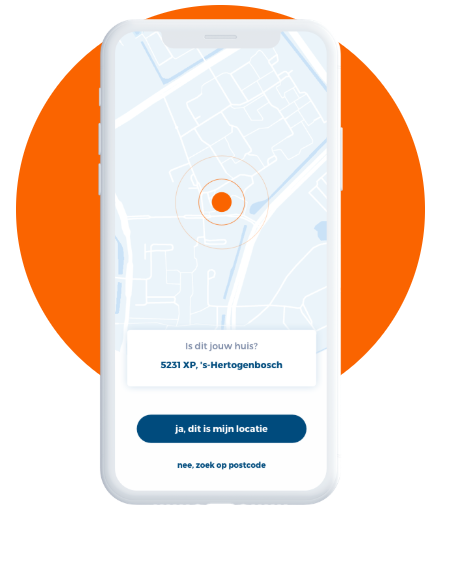 Is dit jouw huis?
5231 XP, 's-Hertogenbosch
ja, dit is mijn locatie
nee, zoek op postcode